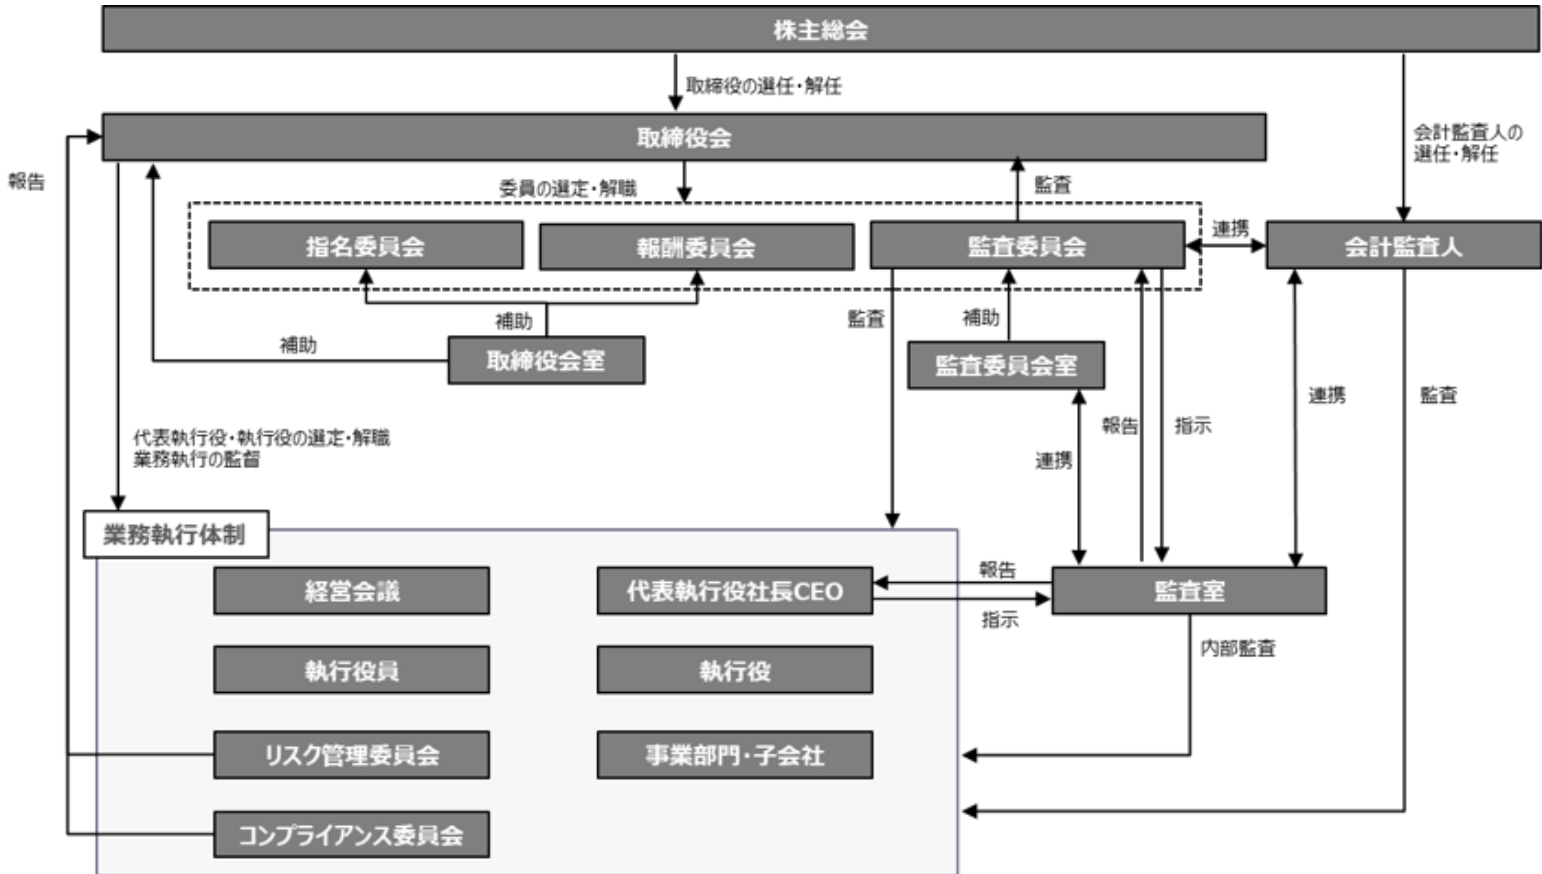 株主総会
取締役の選任・解任
取締役会
会計監査人の
選任・解任
報告
委員の選定・解職
監査
指名委員会
報酬委員会
監査委員会
連携
会計監査人
補助
監査
補助
補助
取締役会室
監査委員会室
連携
監査
報告
指示
代表執行役・執行役の選定・解職
業務執行の監督
連携
業務執行体制
経営会議
代表執行役社長CEO
報告
指示
監査室
内部監査
執行役員
執行役
リスク管理委員会
事業部門・子会社
コンプライアンス委員会